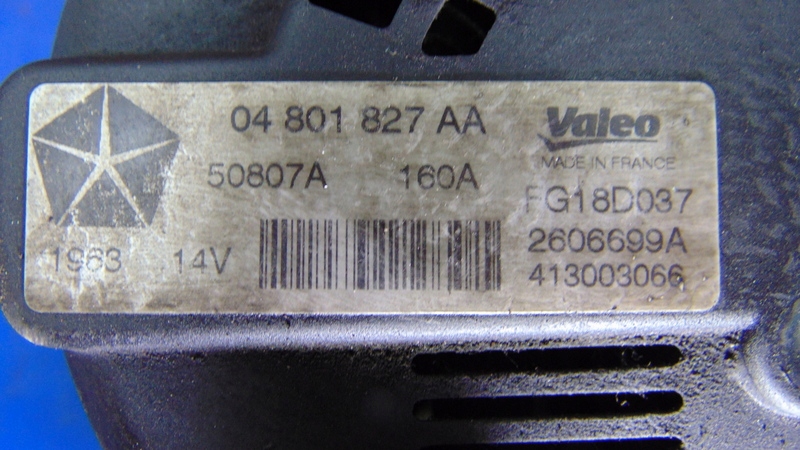 04 801 827 AA
50807A 160A
1963 14V
Valeo
MADE IN FRANCE
FG18D037
2606699A
413003066